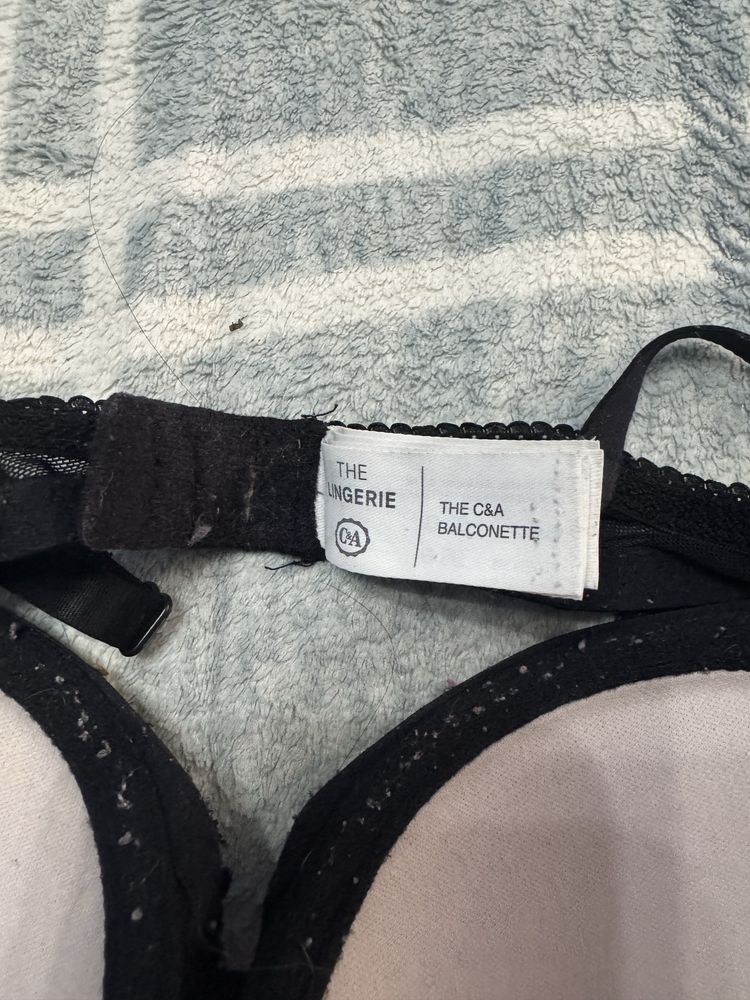 THE
LINGERIE
C&A
THE C&A
BALCONETTE